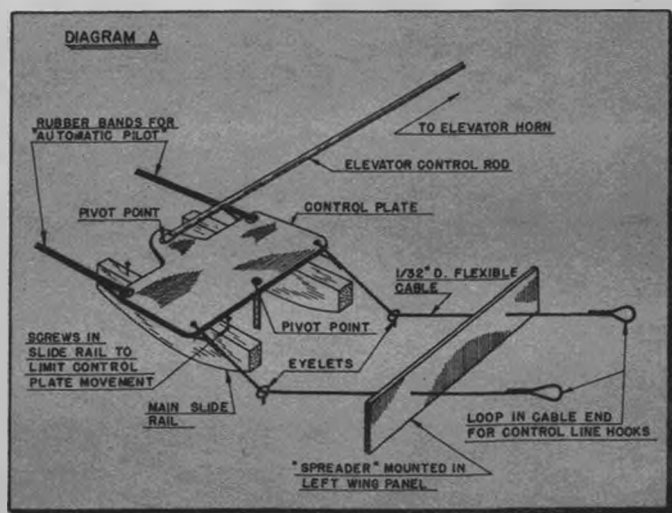 DIAGRAM A
RUBBER BANDS FOR
"AUTOMATIC PILOT"
TO ELEVATOR HORN
ELEVATOR CONTROL ROD
PIVOT POINT
CONTROL PLATE
1/32" D. FLEXIBLE
CABLE
PIVOT POINT
SCREWS IN
SLIDE RAIL TO
LIMIT CONTROL
PLATE MOVEMENT
EYELETS
MAIN SLIDE
RAIL
LOOP IN CABLE END
FOR CONTROL LINE HOOKS
"SPREADER" MOUNTED IN
LEFT WING PANEL